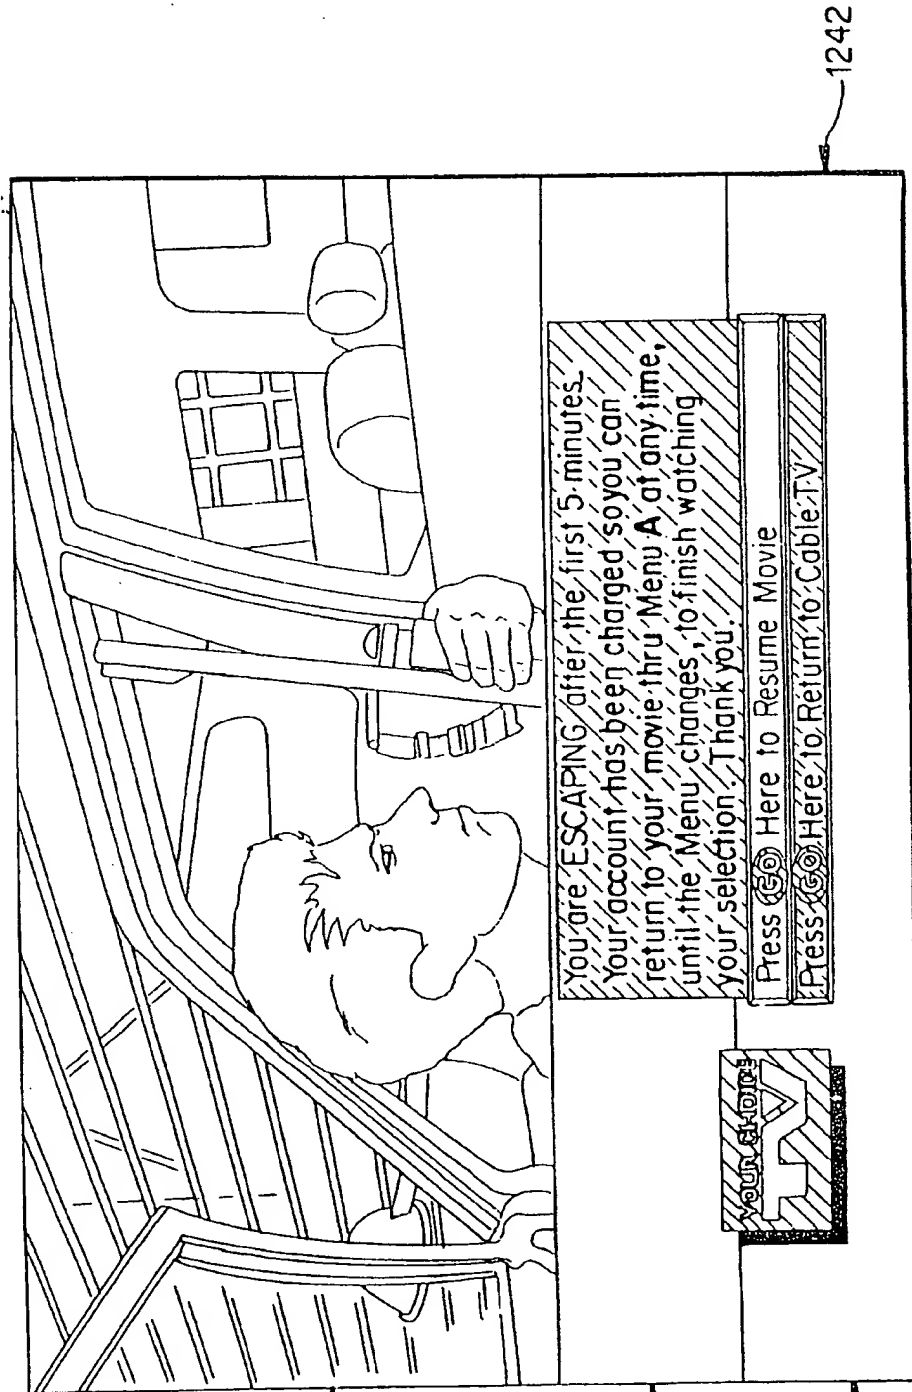 You are ESCAPING after the first 5 minutes.
Your account has been charged so you can
return to your movie thru Menu A at any time,
until the Menu changes, to finish watching
your selection. Thank you.
Press GO Here to Resume Movie
Press GO Here to Return to Cable TV
YOUR CHOICE
TV
1242